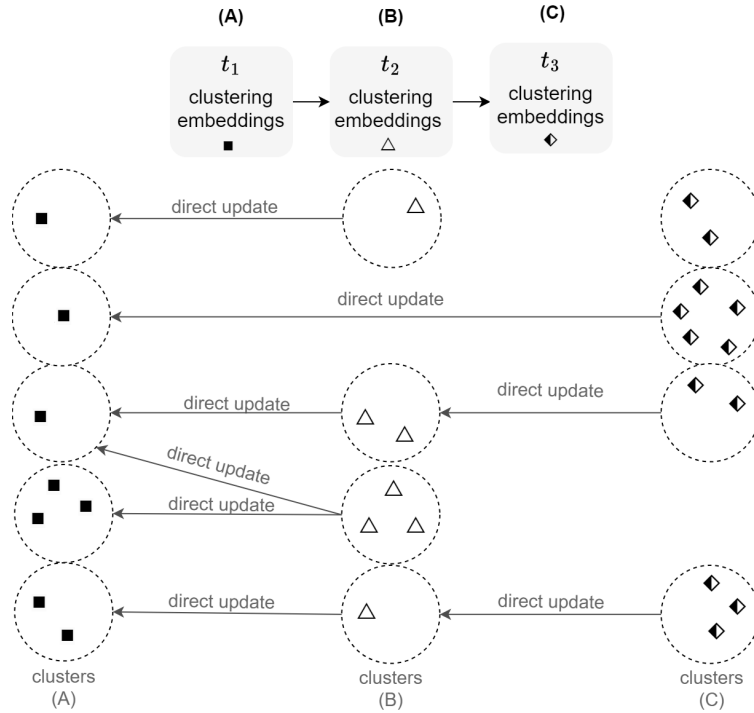 (A) (B) (C)
t1 t2 t3
clustering clustering clustering
embeddings embeddings embeddings
direct update
direct update
direct update direct update
direct update
direct update
direct update direct update
clusters clusters clusters
(A) (B) (C)